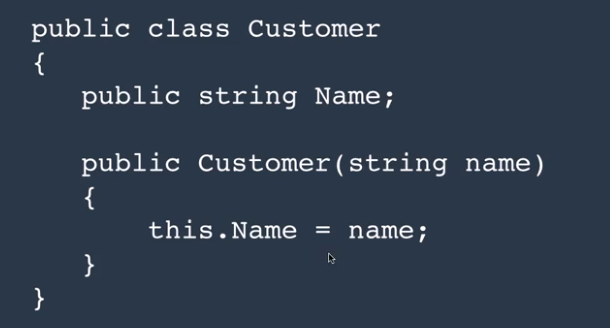 public class Customer
{
public string Name;
public Customer(string name)
{
this.Name = name;
}
}